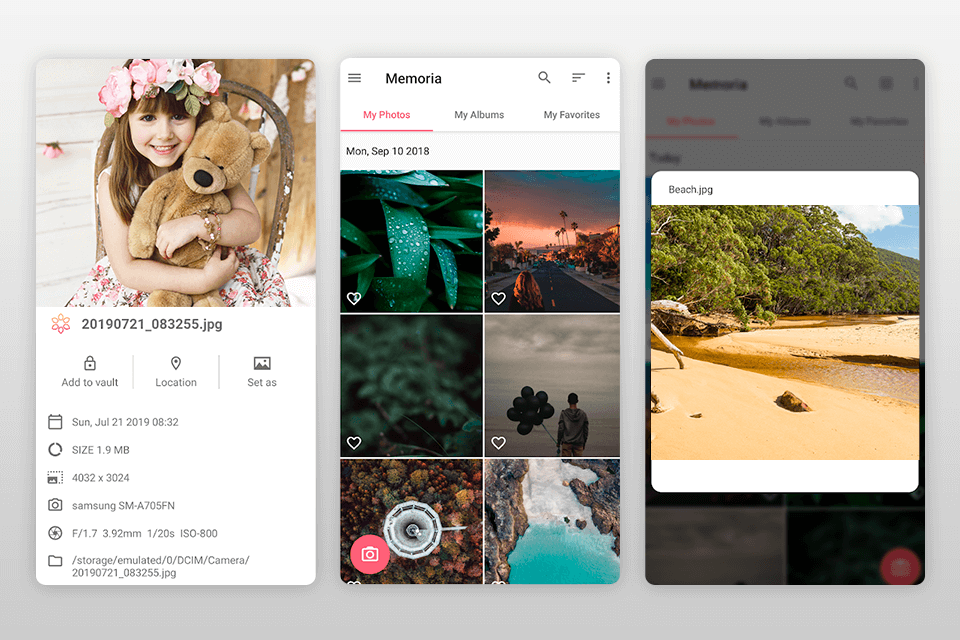 20190721_083255.jpg
Add to vault
Location
Set as
Sun, Jul 21 2019 08:32
SIZE 1.9 MB
4032 x 3024
samsung SM-A705FN
F/1.7 3.92mm 1/20s ISO-800
/storage/emulated/0/DCIM/Camera/
20190721_083255.jpg
Memoria
My Photos My Albums My Favorites
Mon, Sep 10 2018
Memoria
My Photos My Albums My Favorites
Today
Beach.jpg